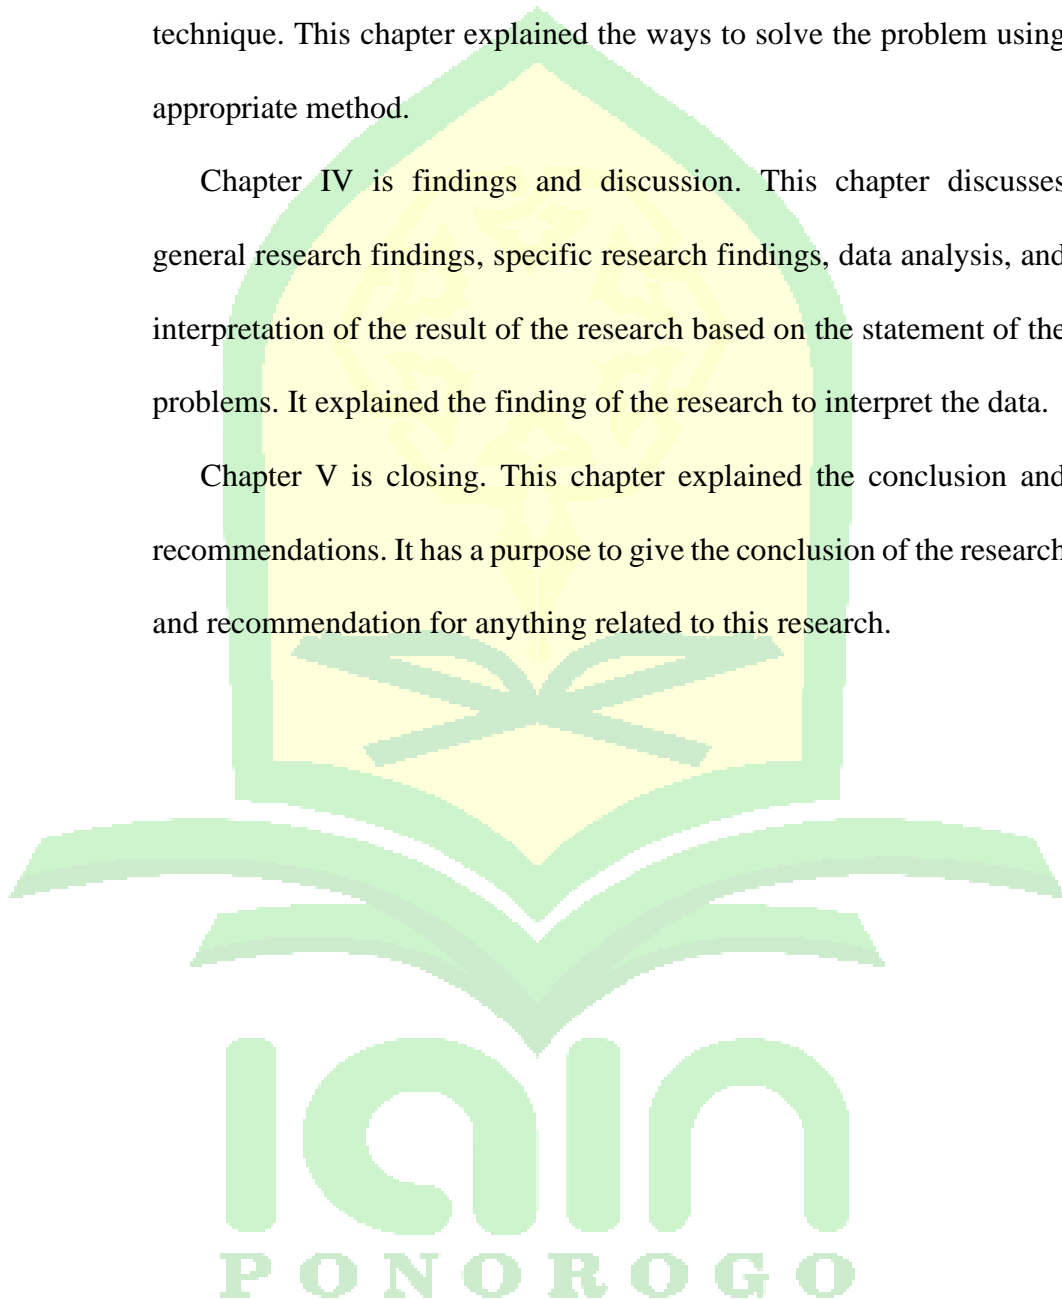 technique. This chapter explained the ways to solve the problem using
appropriate method.
Chapter IV is findings and discussion. This chapter discusses
general research findings, specific research findings, data analysis, and
interpretation of the result of the research based on the statement of the
problems. It explained the finding of the research to interpret the data.
Chapter V is closing. This chapter explained the conclusion and
recommendations. It has a purpose to give the conclusion of the research
and recommendation for anything related to this research.
IAIN
PONOROGO